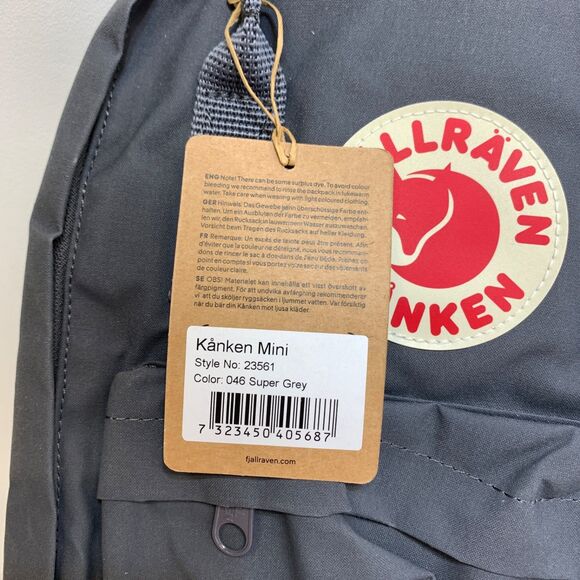 ENG Note! There can be some surplus dye. To avoid colour
bleeding we recommend to rinse the backpack in lukewarm
water. Take care when wearing with light coloured clothing.
GER Hinweis! Das Gewebe kann überschüssige Farbe ent-
halten. Um ein Ausbluten der Farbe zu vermeiden, empfeh-
len wir, den Rucksack in lauwarmem Wasser auszuwaschen.
Vorsicht beim Tragen des Rucksacks auf heller Kleidung.
FR Remarque: Un excès de teinte peut être présent. Afin
d'éviter que la couleur ne déteigne, nous vous recomman-
dons de rincer le sac à dos dans de l'eau tiède. Prenez
point en compte si vous portez votre sac sur des vêtements
de couleur claire.
SE OBS! Materialet kan innehålla ett visst överskott av
färgpigment. För att undvika avfärgning rekommenderar
vi att du sköljer ryggsäcken i ljummet vatten. Var försiktig
när du bär din Kånken mot ljusa kläder.
Kånken Mini
Style No: 23561
Color: 046 Super Grey
7 323450 405687
fjallraven.com
ÄLLRÄVEN
ÅNKEN